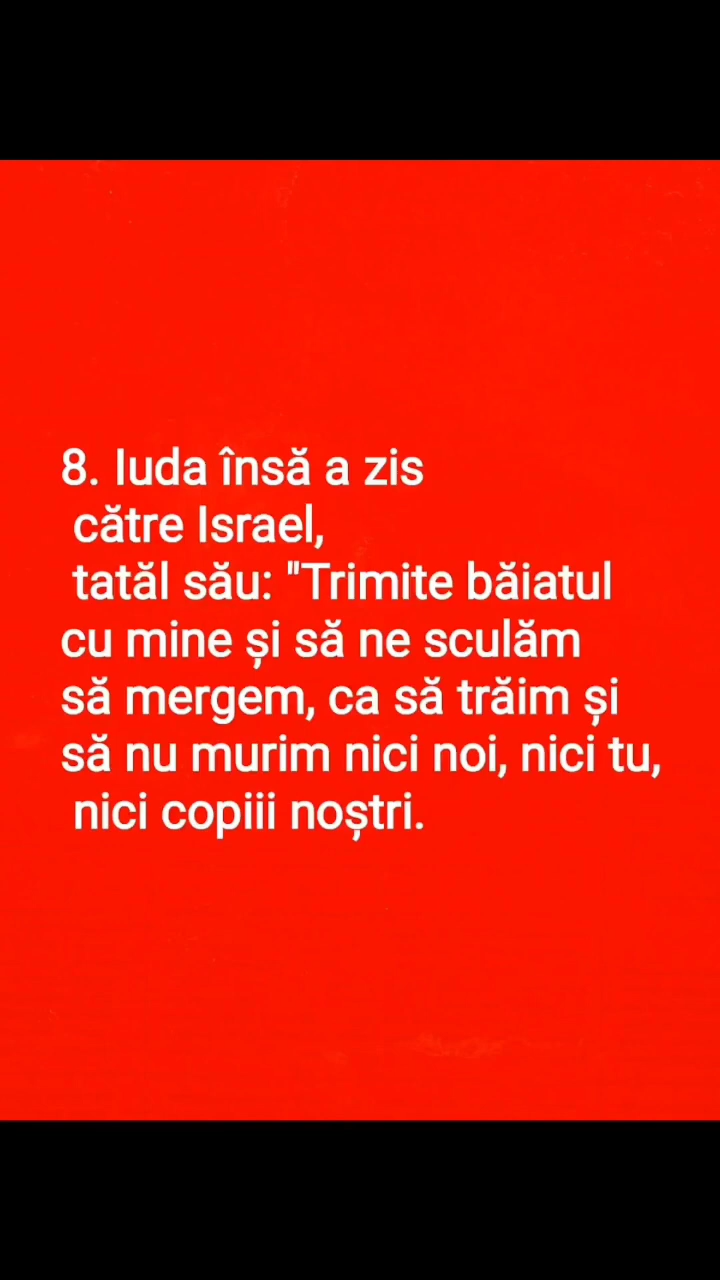 8. Iuda însă a zis
către Israel,
tatăl său: "Trimite băiatul
cu mine și să ne sculăm
să mergem, ca să trăim și
să nu murim nici noi, nici tu,
nici copiii noștri.